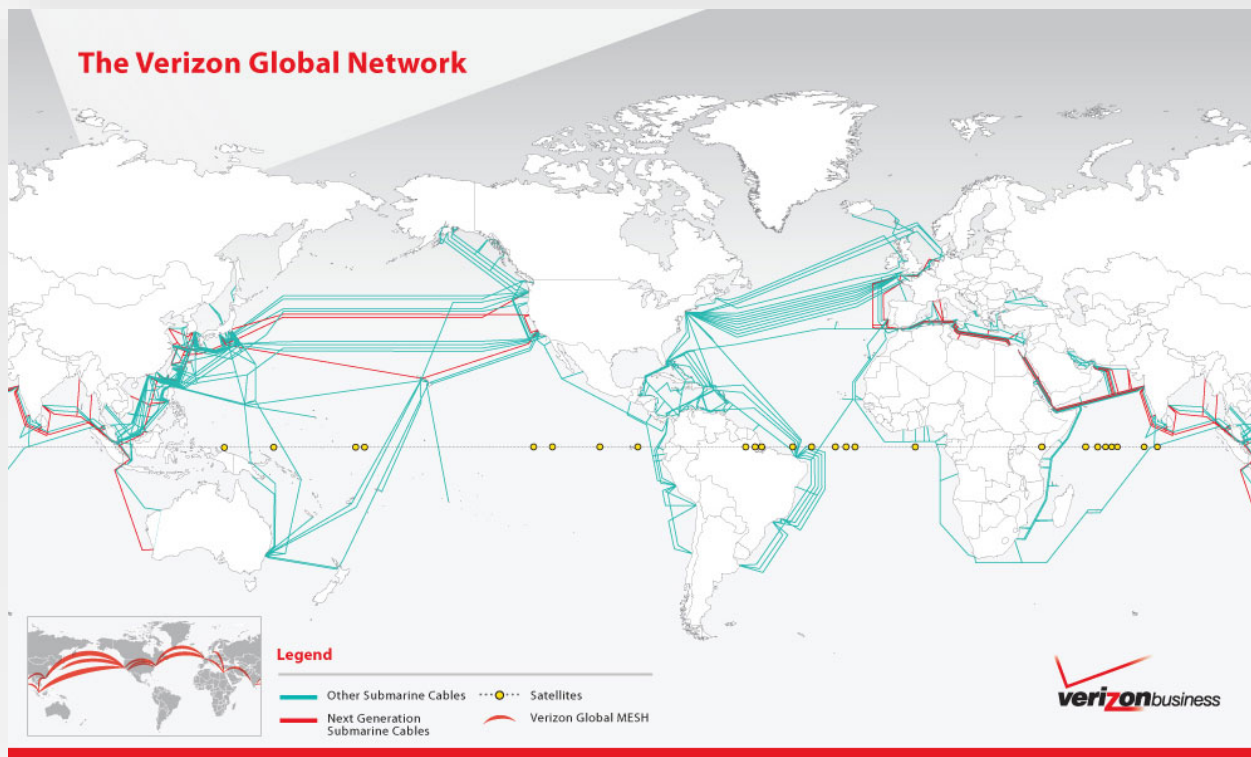 The Verizon Global Network
Legend
Other Submarine Cables
Next Generation
Submarine Cables
Satellites
Verizon Global MESH
verizonbusiness